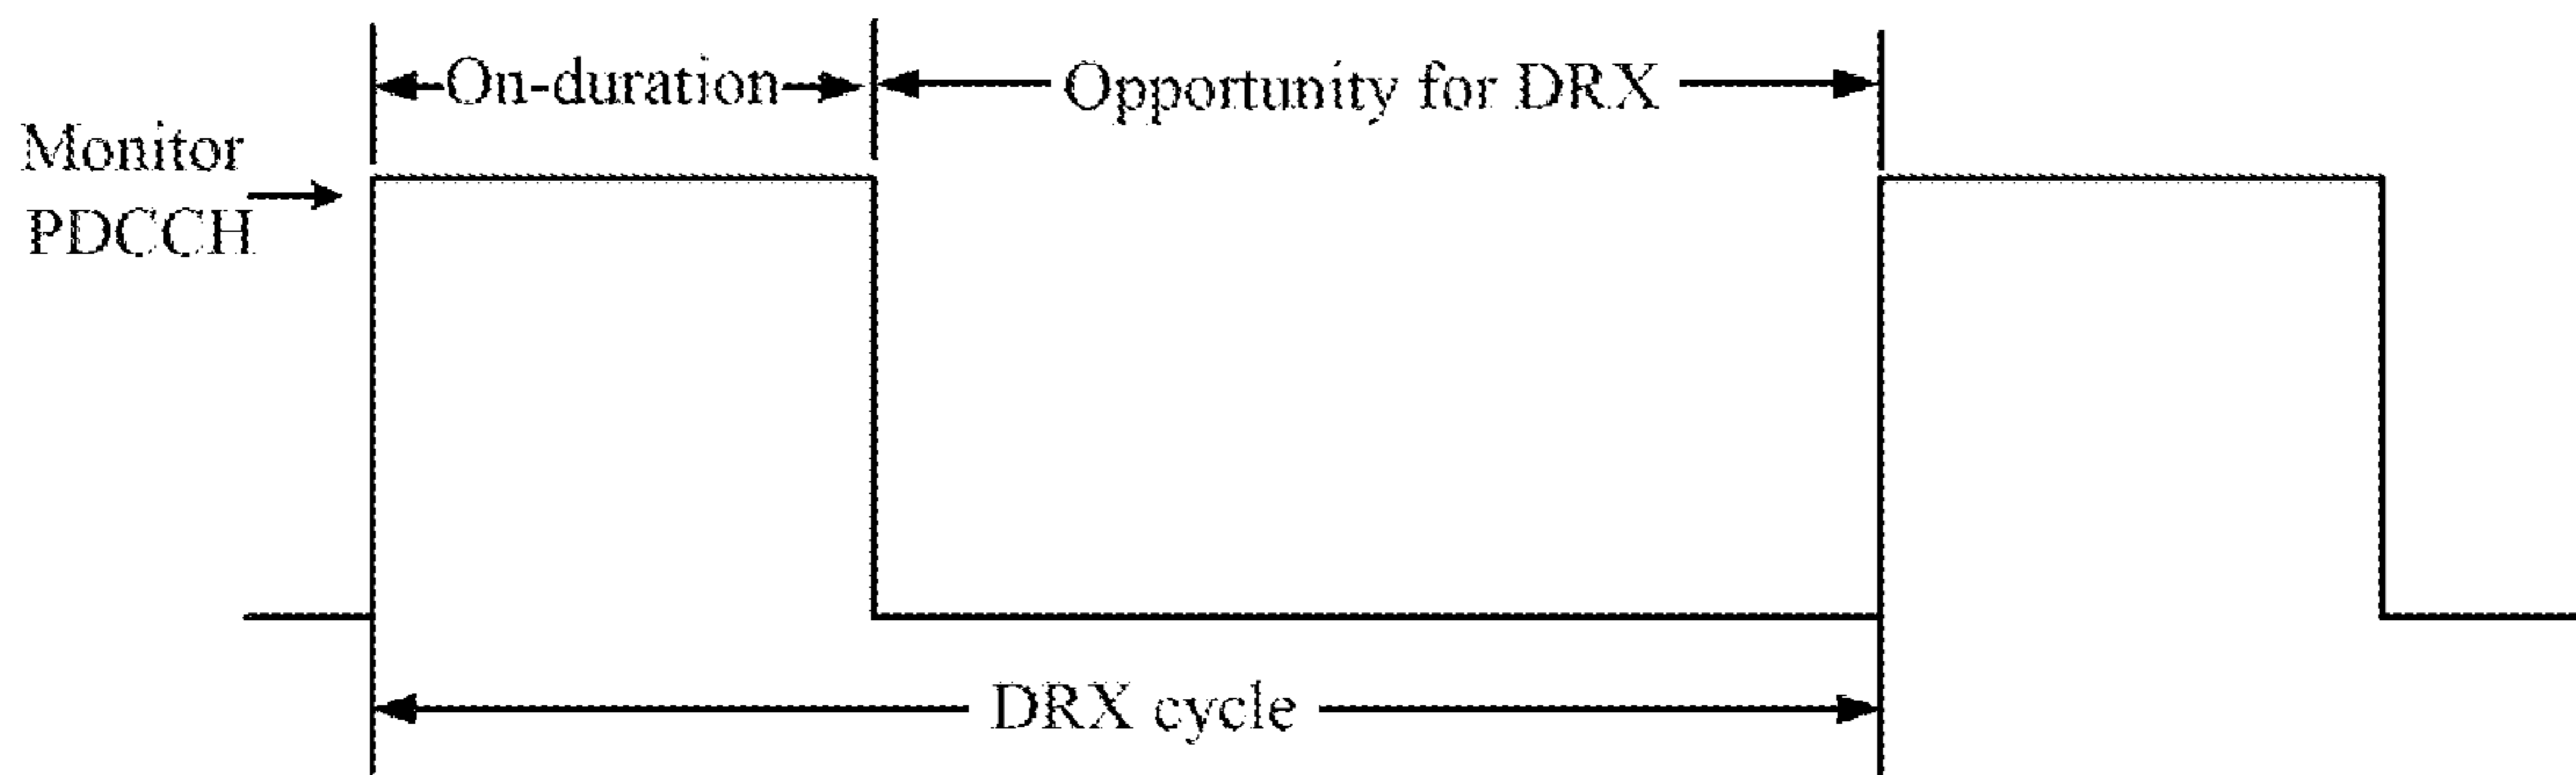 On-duration
Opportunity for DRX
Monitor
PDCCH
DRX cycle